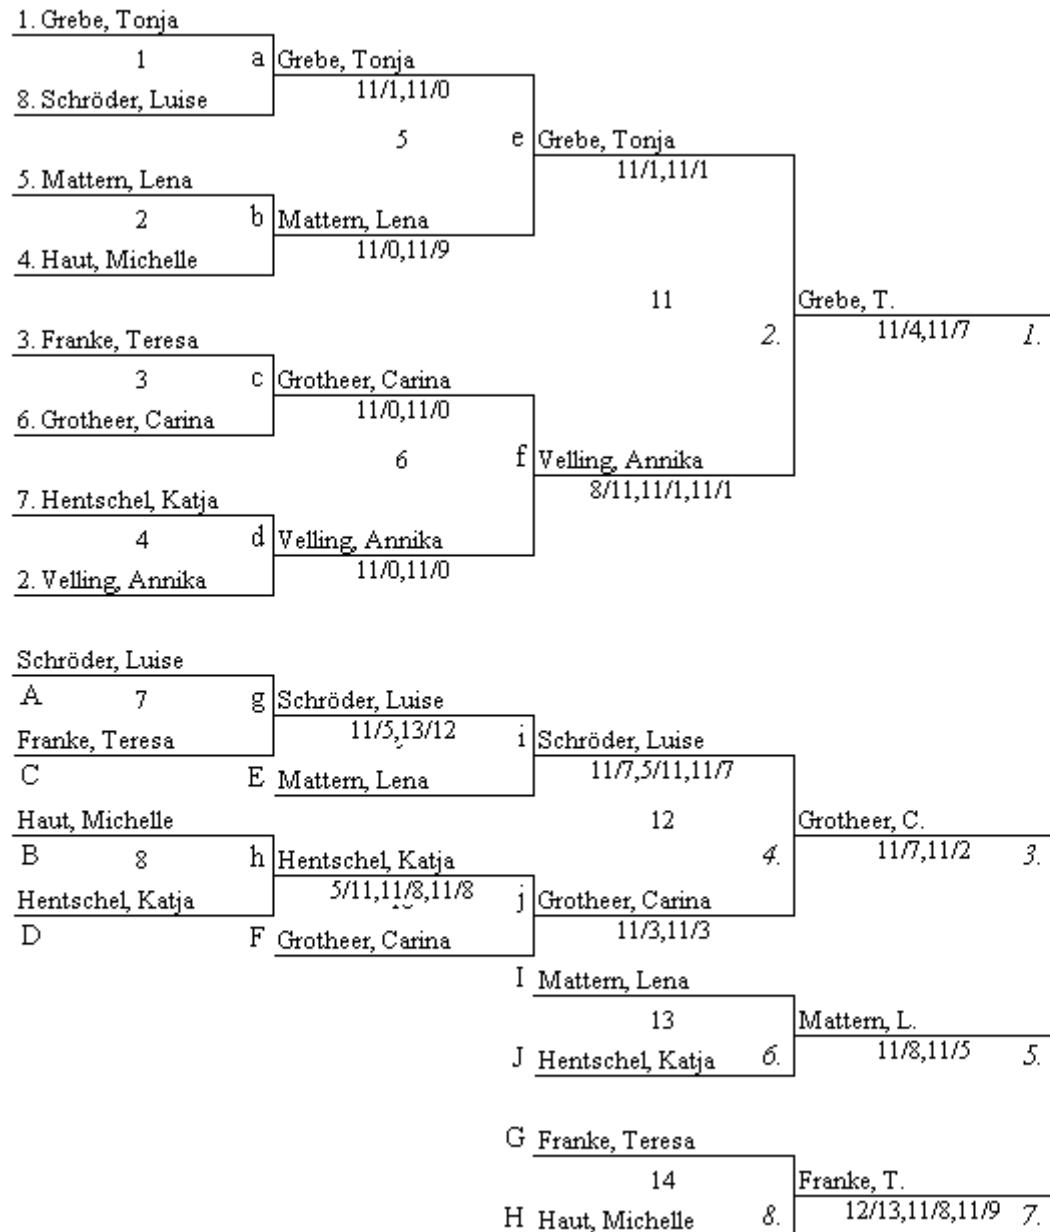 1. Grebe, Tonja
1 a Grebe, Tonja
11/1,11/0
8. Schröder, Luise
5 e Grebe, Tonja
11/1,11/1
5. Mattern, Lena
2 b Mattern, Lena
11/0,11/9
4. Haut, Michelle
11 Grebe, T.
2. 11/4,11/7 1.
3. Franke, Teresa
3 c Grotheer, Carina
11/0,11/0
6. Grotheer, Carina
6 f Velling, Annika
8/11,11/1,11/1
7. Hentschel, Katja
4 d Velling, Annika
11/0,11/0
2. Velling, Annika
Schröder, Luise
A 7 g Schröder, Luise
11/5,13/12
Franke, Teresa i Schröder, Luise
C E Mattern, Lena 11/7,5/11,11/7
Haut, Michelle 12 Grotheer, C.
B 8 h Hentschel, Katja 4. 11/7,11/2 3.
5/11,11/8,11/8
Hentschel, Katja j Grotheer, Carina
D F Grotheer, Carina 11/3,11/3
I Mattern, Lena
13 Mattern, L.
J Hentschel, Katja 6. 11/8,11/5 5.
G Franke, Teresa
14 Franke, T.
H Haut, Michelle 8. 12/13,11/8,11/9 7.